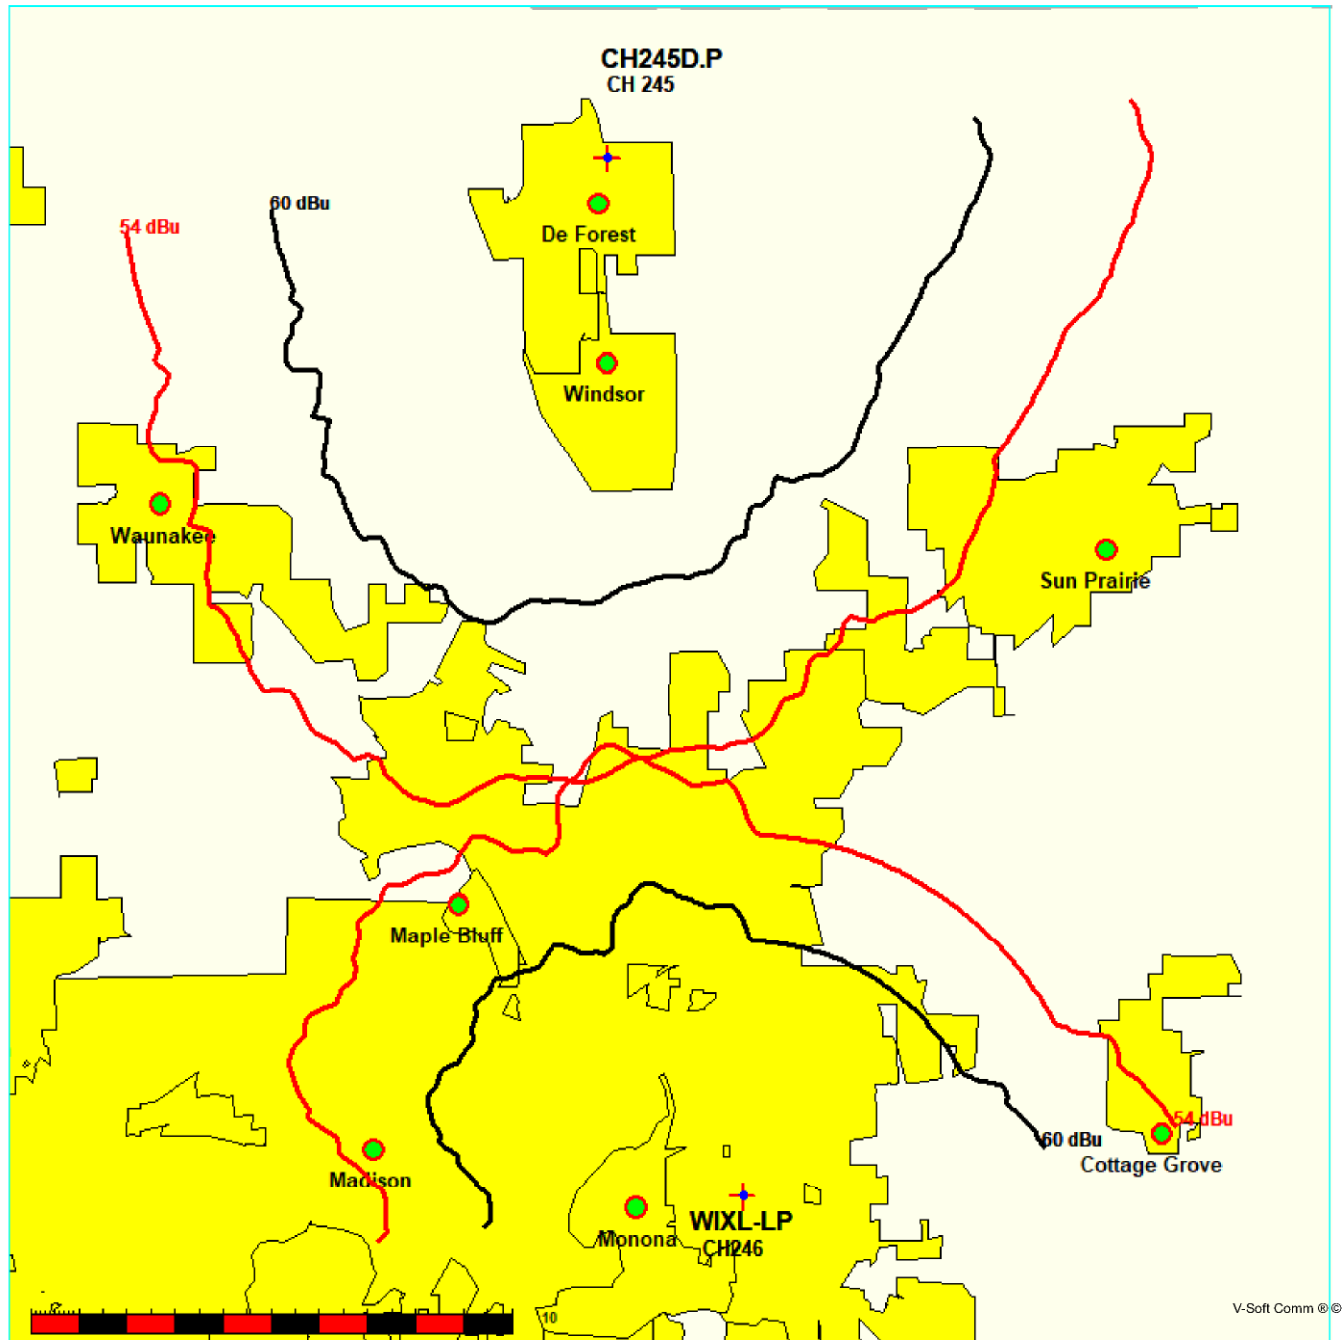 CH245D.P
CH 245
60 dBu
54 dBu
De Forest
Windsor
Waunakee
Sun Prairie
Maple Bluff
54 dBu
60 dBu
Cottage Grove
Madison
WIXL-LP
Monona
CH246
10
V-Soft Comm ® ©